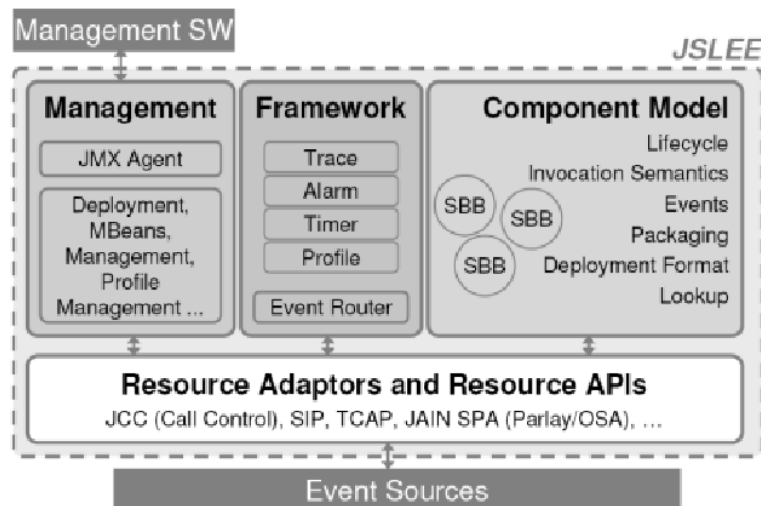 Management SW
JSLEE
Management
JMX Agent
Deployment,
MBeans,
Management,
Profile
Management ...
Framework
Trace
Alarm
Timer
Profile
Event Router
Component Model
Lifecycle
Invocation Semantics
Events
Packaging
Deployment Format
Lookup
SBB
SBB
SBB
Resource Adaptors and Resource APIs
JCC (Call Control), SIP, TCAP, JAIN SPA (Parlay/OSA), ...
Event Sources